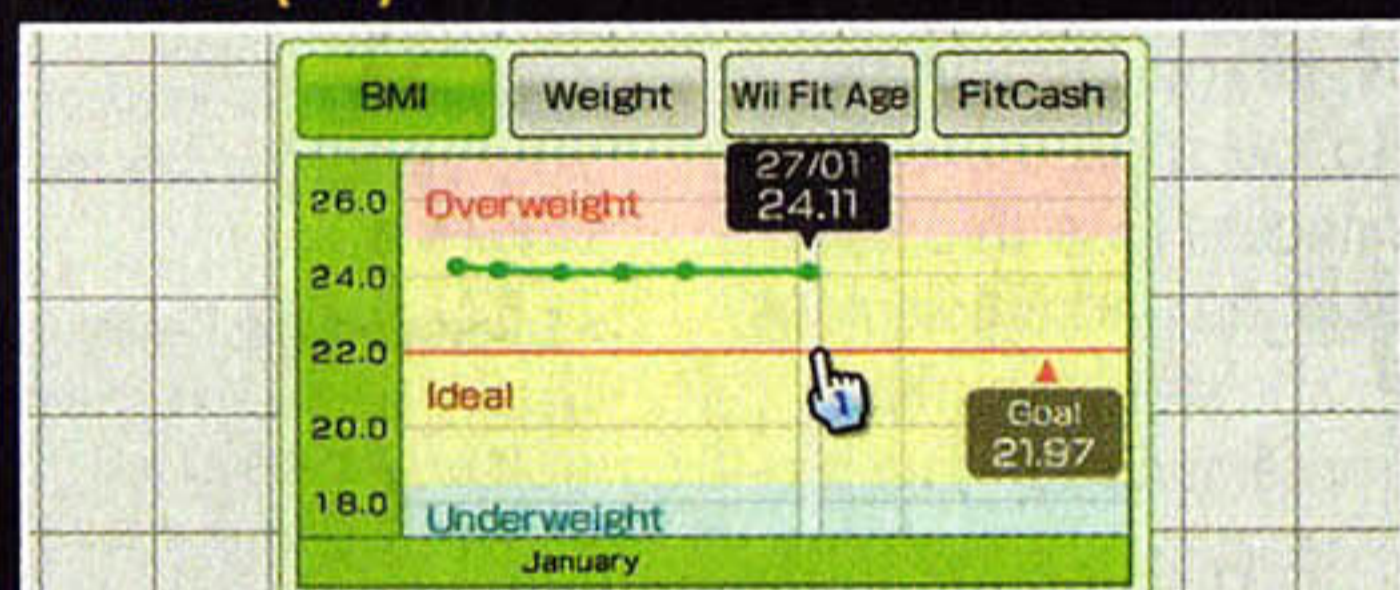 BMI
Weight
Wii Fit Age
FitCash
27/01
24.11
26.0
Overweight
24.0
22.0
Ideal
20.0
Goal
21.97
18.0
Underweight
January
1